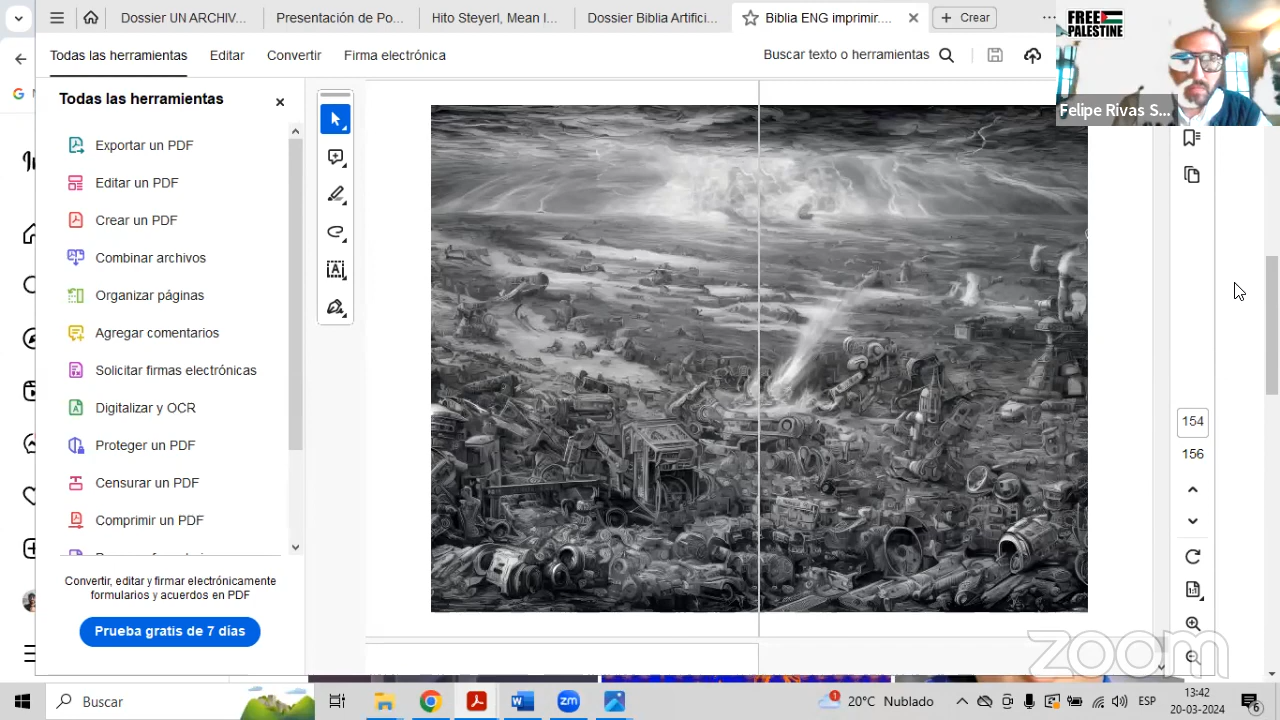 Dossier UN ARCHIV...
Presentación de Po...
Hito Steyerl, Mean I...
Dossier Biblia Artifici...
Biblia ENG imprimir....
Crear
Todas las herramientas
Editar
Convertir
Firma electrónica
Buscar texto o herramientas
FREE
PALESTINE
Felipe Rivas S...
Todas las herramientas
Exportar un PDF
Editar un PDF
Crear un PDF
Combinar archivos
Organizar páginas
Agregar comentarios
Solicitar firmas electrónicas
Digitalizar y OCR
Proteger un PDF
Censurar un PDF
Comprimir un PDF
Convertir, editar y firmar electrónicamente
formularios y acuerdos en PDF
Prueba gratis de 7 días
154
156
zoom
Buscar
1
20°C Nublado
ESP
13:42
20-03-2024
6